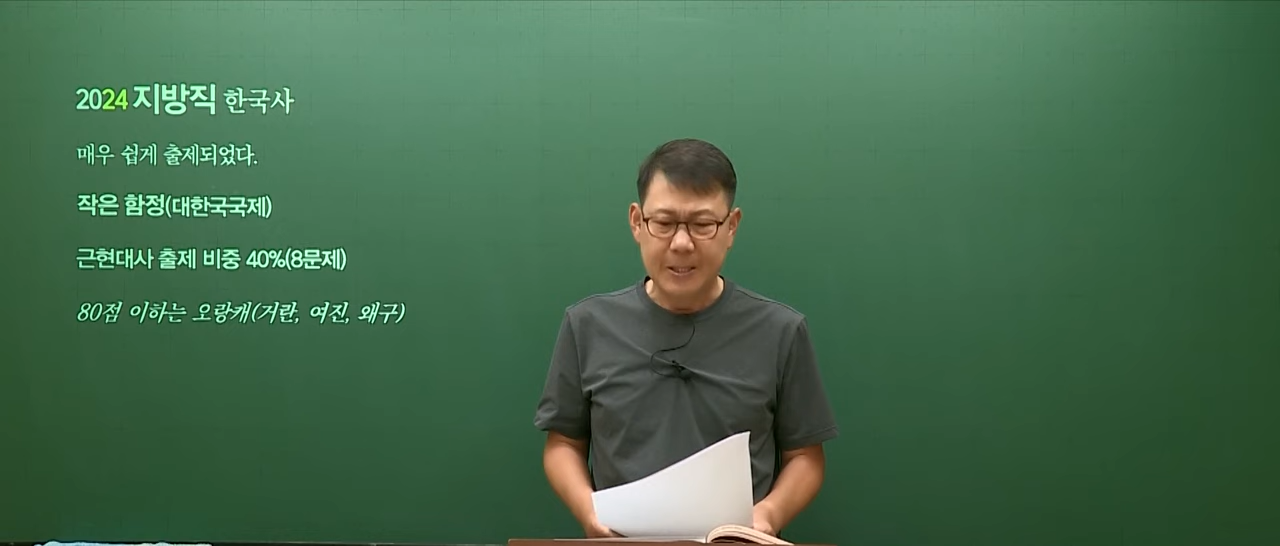 2024 지방직 한국사
매우 쉽게 출제되었다.
작은 함정(대한국국제)
근현대사 출제 비중 40%(8문제)
80점 이하는 오랑캐(거란, 여진, 왜구)